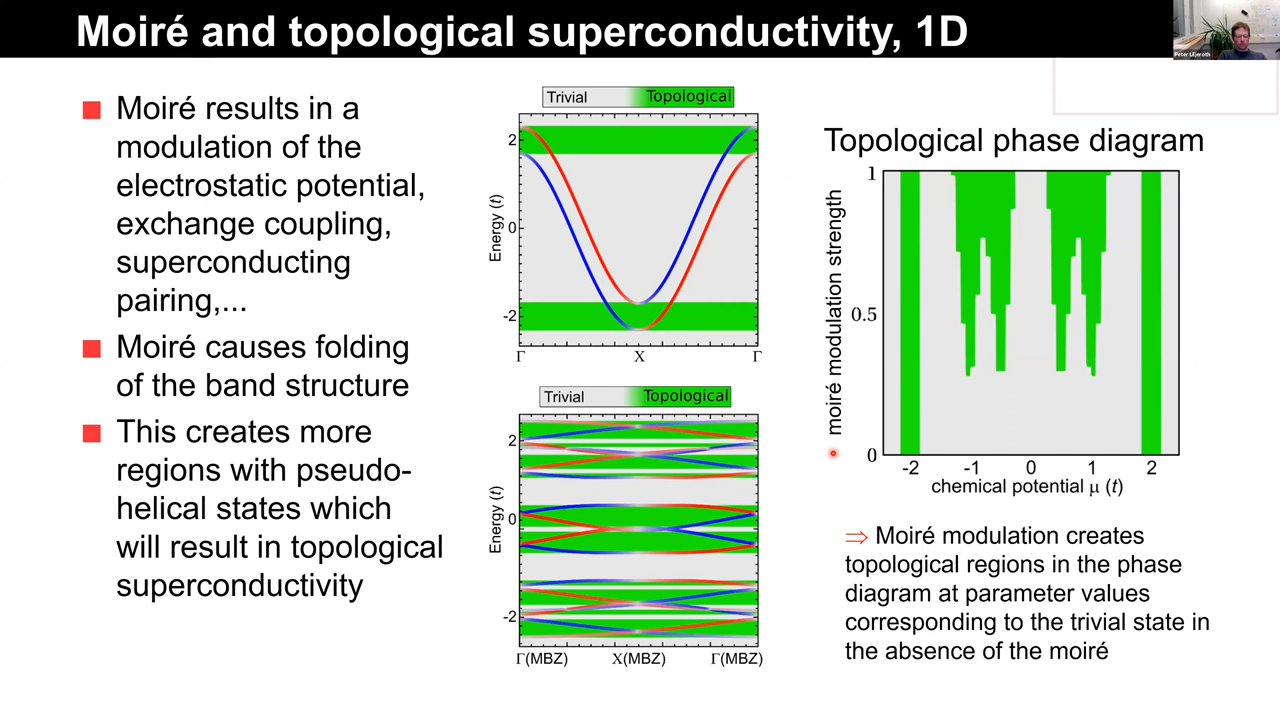 Moiré and topological superconductivity, 1D
Peter Liljeroth
Moiré results in a
modulation of the
electrostatic potential,
exchange coupling,
superconducting
pairing,...
Moiré causes folding
of the band structure
This creates more
regions with pseudo-
helical states which
will result in topological
superconductivity
Trivial Topological
Energy (t)
2
0
-2
Γ X Γ
Trivial Topological
Energy (t)
2
0
-2
Γ(MBZ) X(MBZ) Γ(MBZ)
Topological phase diagram
moiré modulation strength
1
0.5
0
-2 -1 0 1 2
chemical potential μ (t)
⇒ Moiré modulation creates
topological regions in the phase
diagram at parameter values
corresponding to the trivial state in
the absence of the moiré